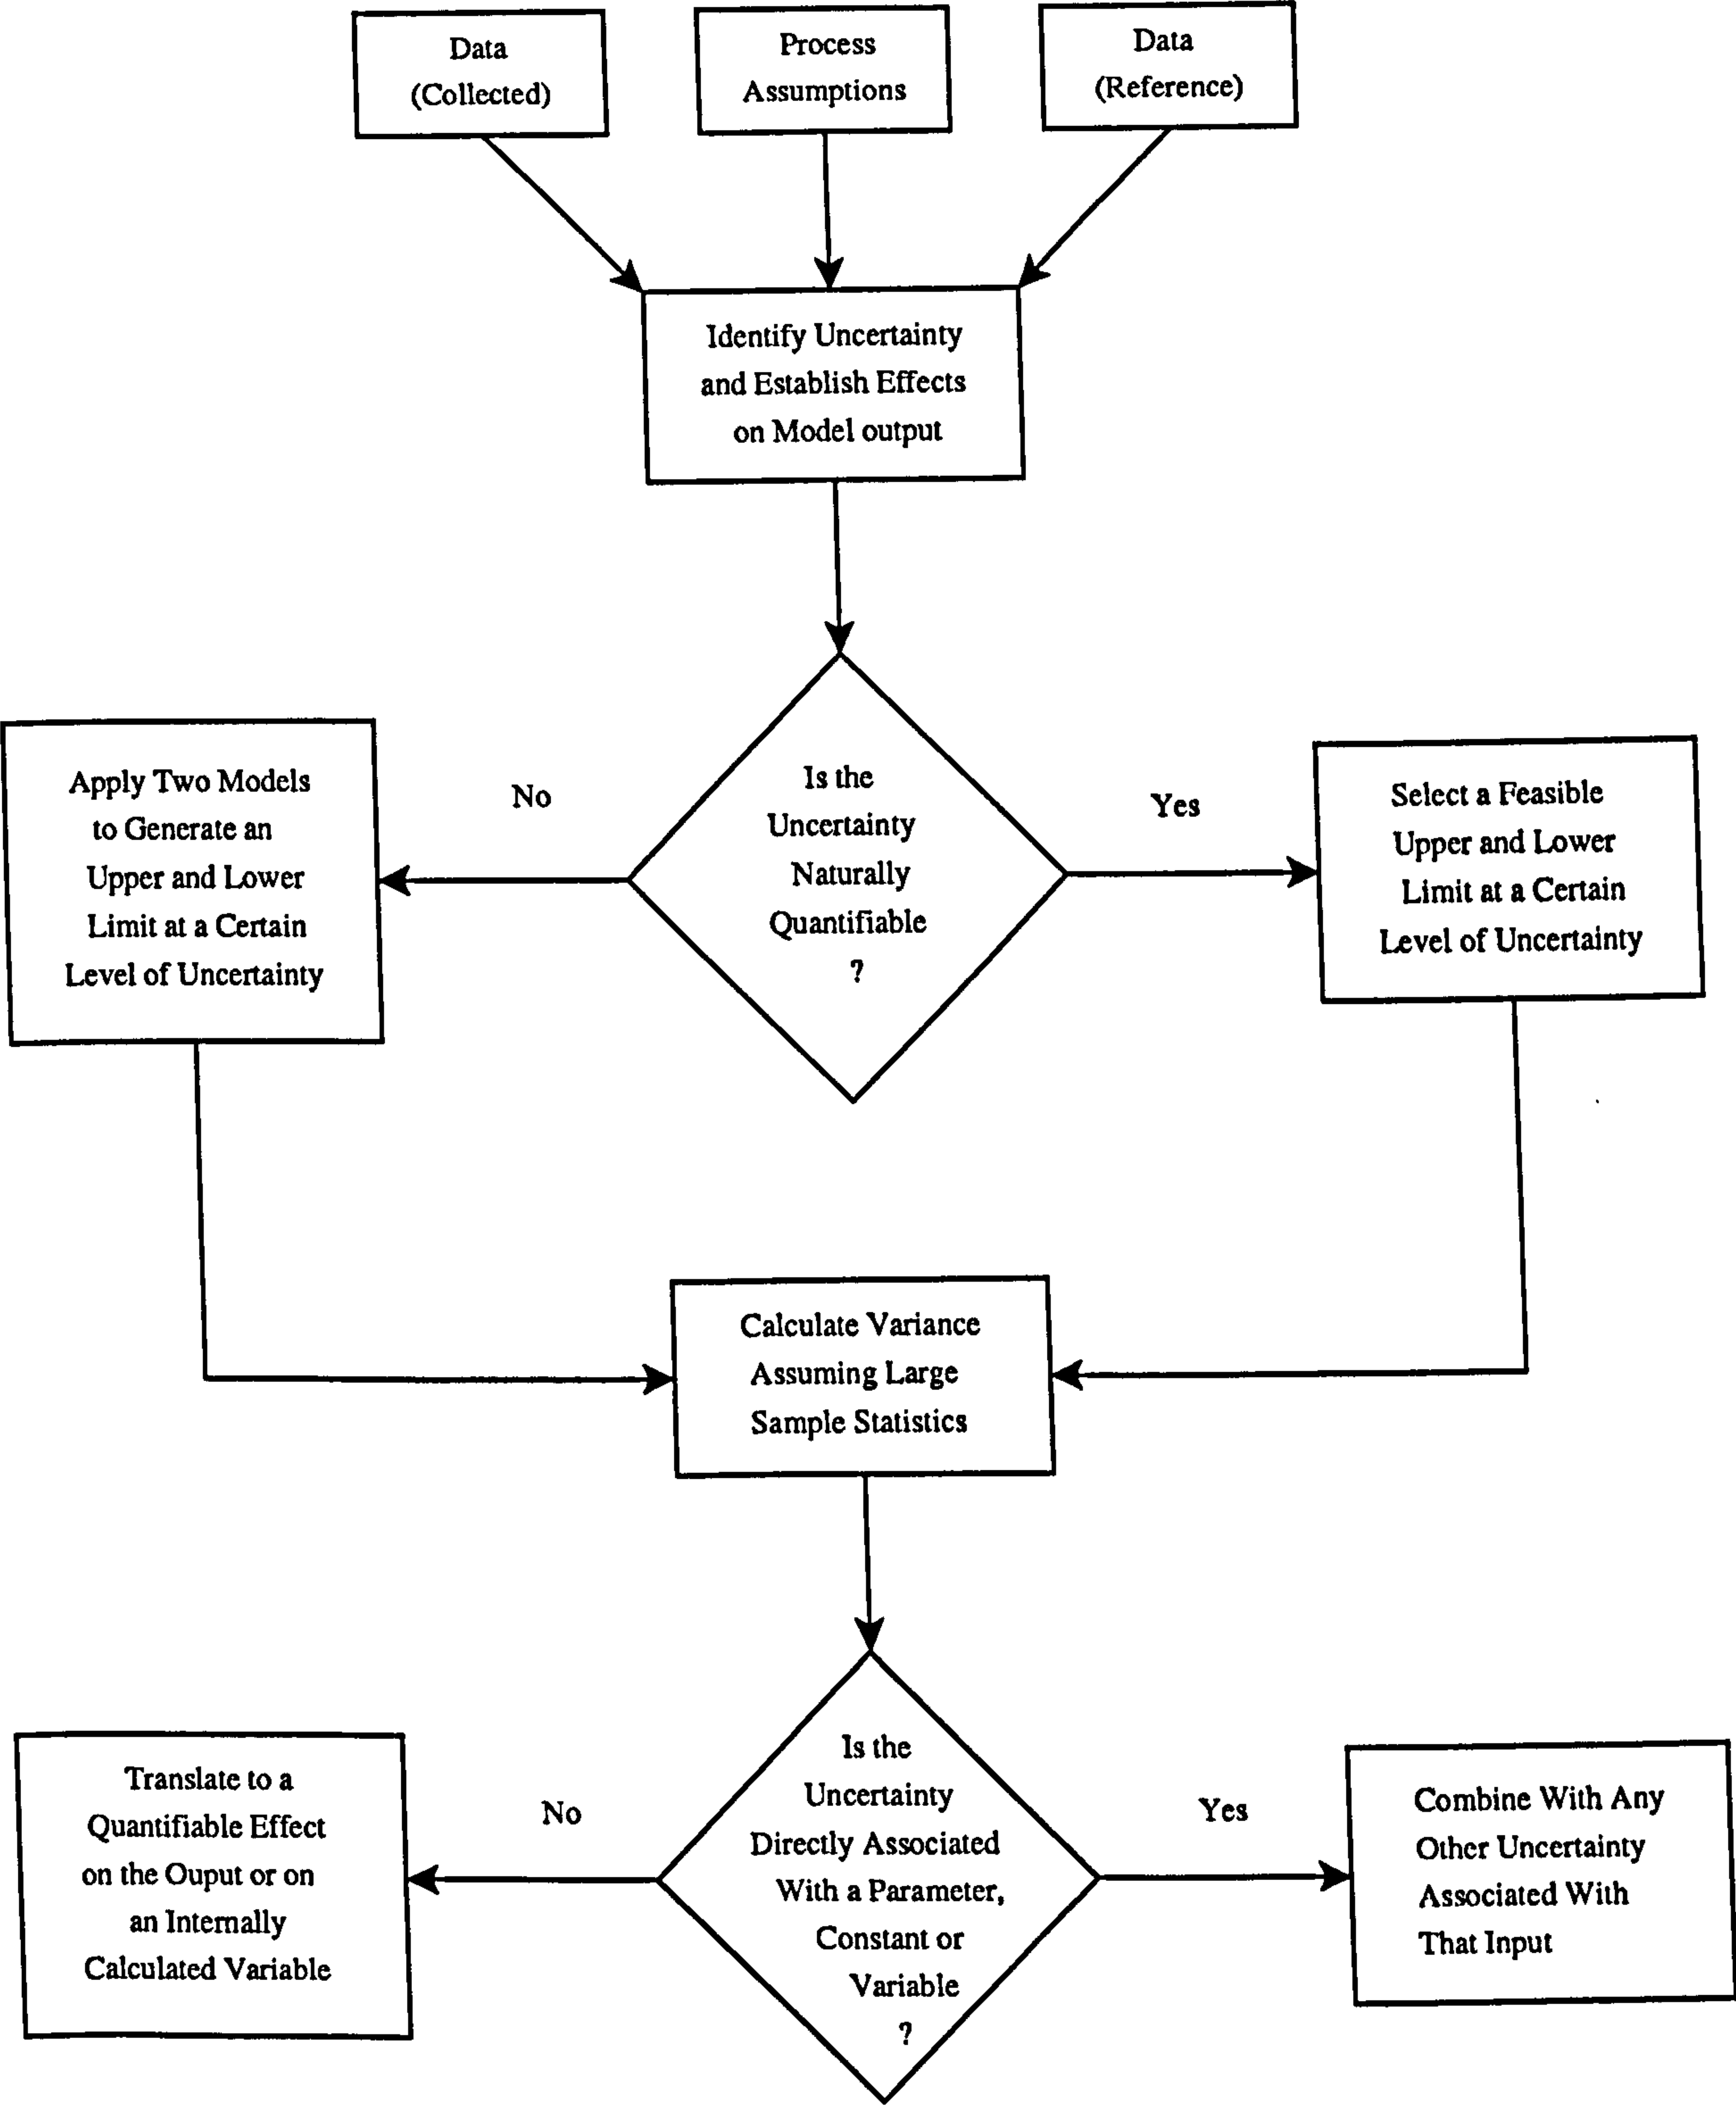 Data
(Collected)
Process
Assumptions
Data
(Reference)
Identify Uncertainty
and Establish Effects
on Model output
Is the
Uncertainty
Naturally
Quantifiable
?
No
Yes
Apply Two Models
to Generate an
Upper and Lower
Limit at a Certain
Level of Uncertainty
Select a Feasible
Upper and Lower
Limit at a Certain
Level of Uncertainty
Calculate Variance
Assuming Large
Sample Statistics
Is the
Uncertainty
Directly Associated
With a Parameter,
Constant or
Variable
?
No
Yes
Translate to a
Quantifiable Effect
on the Ouput or on
an Internally
Calculated Variable
Combine With Any
Other Uncertainty
Associated With
That Input